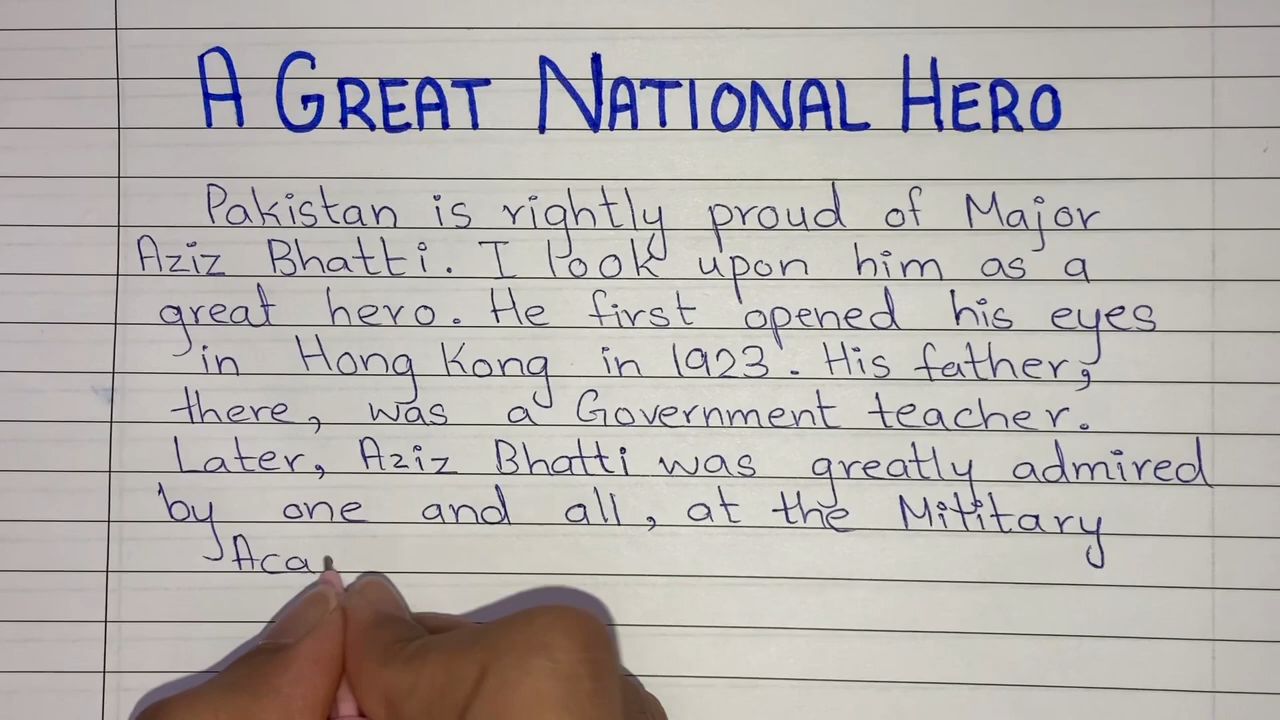 A GREAT NATIONAL HERO
Pakistan is rightly proud of Major
Aziz Bhatti. I look upon him as a
great hero. He first opened his eyes
in Hong Kong in 1923. His father,
there, was a Government teacher.
Later, Aziz Bhatti was greatly admired
by one and all, at the Mititary
Aca